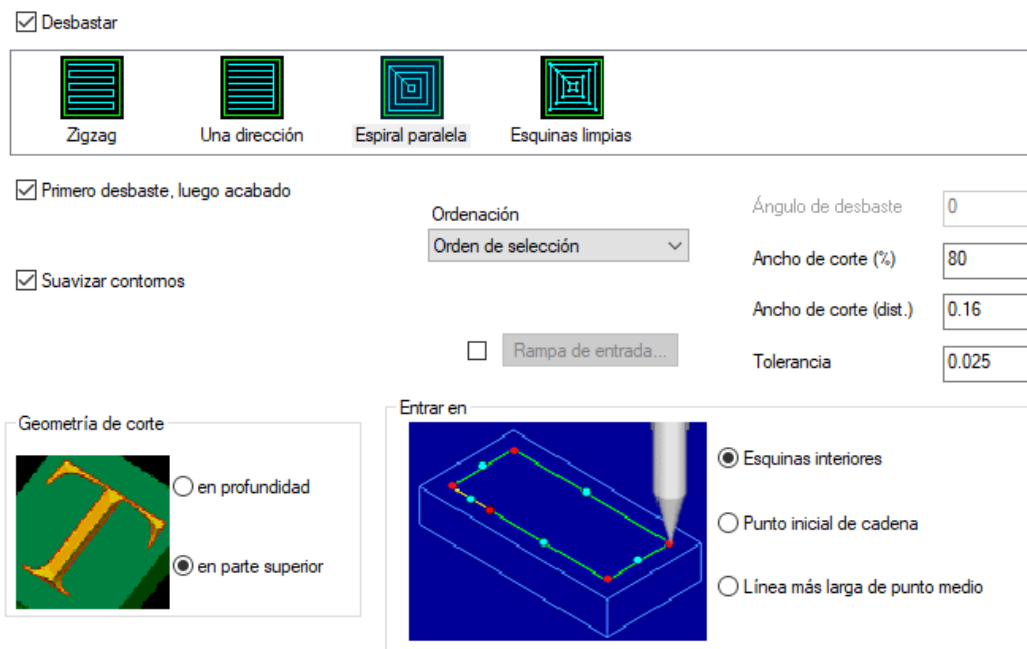 Desbastar
Zigzag
Una dirección
Espiral paralela
Esquinas limpias
Primero desbaste, luego acabado
Suavizar contornos
Ordenación
Orden de selección
Rampa de entrada...
Ángulo de desbaste
0
Ancho de corte (%)
80
Ancho de corte (dist.)
0.16
Tolerancia
0.025
Geometría de corte
en profundidad
en parte superior
Entrar en
Esquinas interiores
Punto inicial de cadena
Línea más larga de punto medio